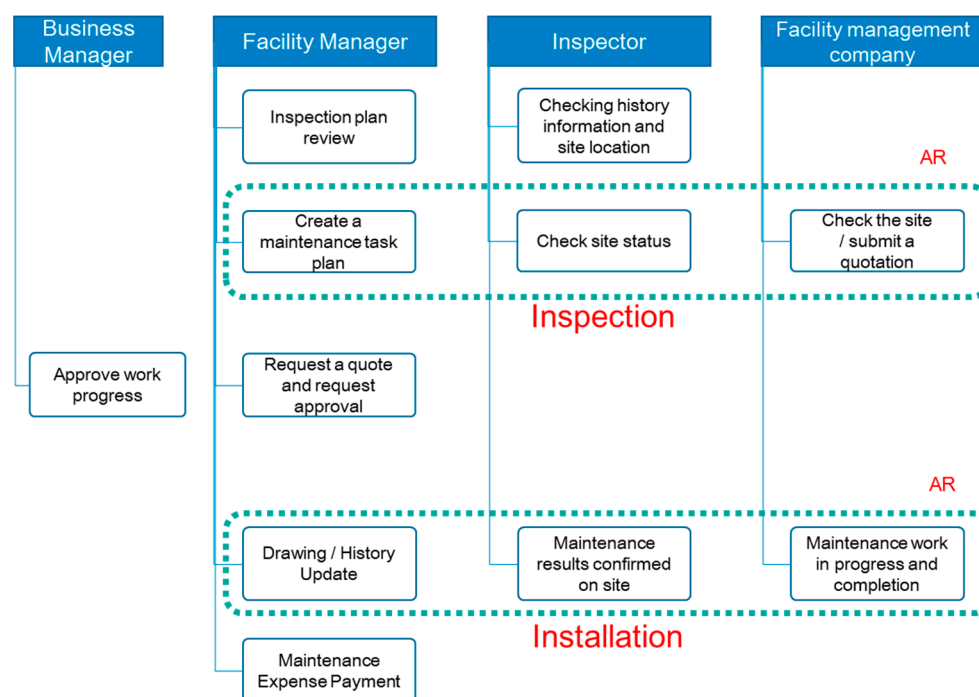 Business
Manager
Facility Manager
Inspector
Facility management
company
Inspection plan
review
Checking history
information and
site location
AR
Create a
maintenance task
plan
Check site status
Check the site
/ submit a
quotation
Inspection
Approve work
progress
Request a quote
and request
approval
AR
Drawing / History
Update
Maintenance
results confirmed
on site
Maintenance work
in progress and
completion
Installation
Maintenance
Expense Payment